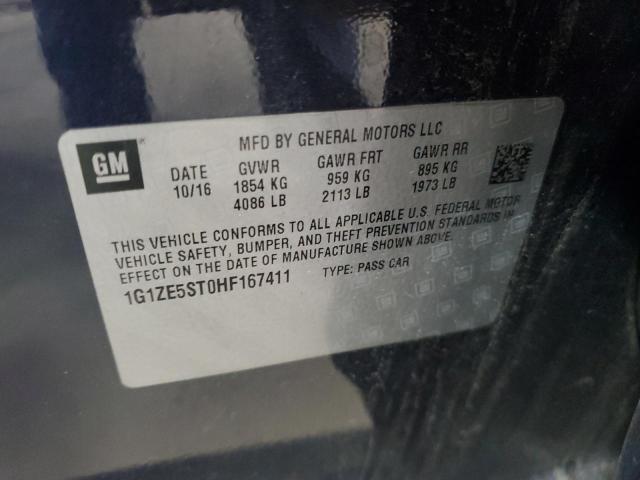 GM
MFD BY GENERAL MOTORS LLC
DATE GVWR GAWR FRT GAWR RR
10/16 1854 KG 959 KG 895 KG
4086 LB 2113 LB 1973 LB
THIS VEHICLE CONFORMS TO ALL APPLICABLE U.S. FEDERAL MOTOR
VEHICLE SAFETY, BUMPER, AND THEFT PREVENTION STANDARDS IN
EFFECT ON THE DATE OF MANUFACTURE SHOWN ABOVE.
1G1ZE5ST0HF167411 TYPE: PASS CAR